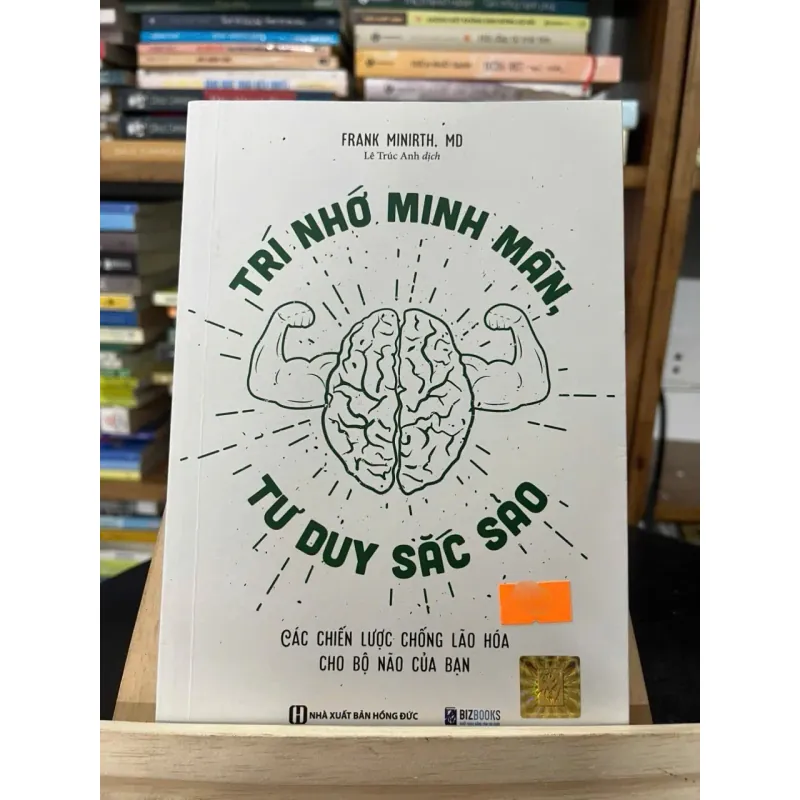 FRANK MINIRTH, MD
Lê Trúc Anh dịch
TRÍ NHỚ MINH MẪN,
TƯ DUY SẮC SẢO
CÁC CHIẾN LƯỢC CHỐNG LÃO HÓA
CHO BỘ NÃO CỦA BẠN
NHÀ XUẤT BẢN HỒNG ĐỨC
BIZBOOKS